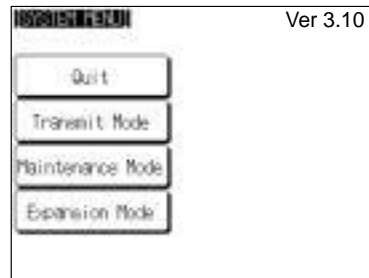 [SYSTEM MENU] Ver 3.10
Quit
Transmit Mode
Maintenance Mode
Expansion Mode